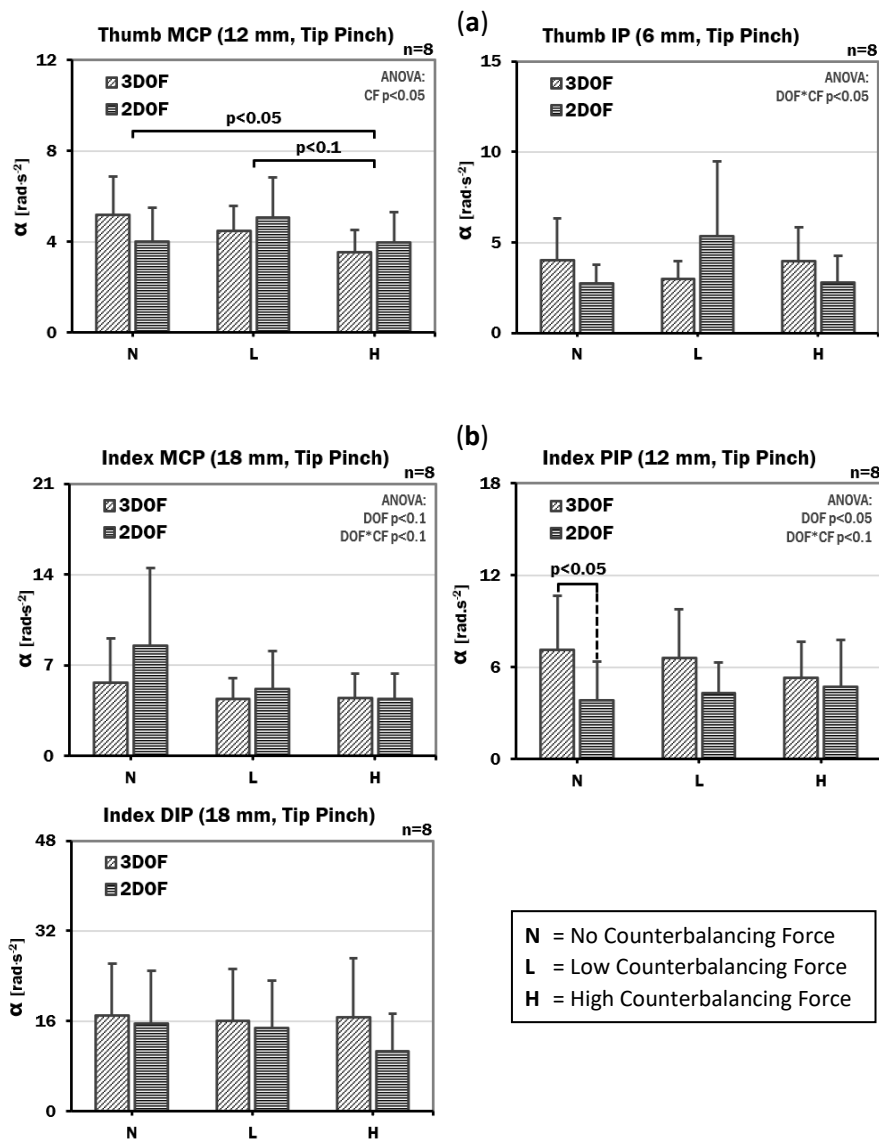 (a)
Thumb MCP (12 mm, Tip Pinch)
n=8
12
8
4
0
α [rad·s⁻²]
3DOF
2DOF
ANOVA:
CF p<0.05
p<0.05
p<0.1
N L H
Thumb IP (6 mm, Tip Pinch)
n=8
15
10
5
0
α [rad·s⁻²]
3DOF
2DOF
ANOVA:
DOF*CF p<0.05
N L H
(b)
Index MCP (18 mm, Tip Pinch)
n=8
21
14
7
0
α [rad·s⁻²]
3DOF
2DOF
ANOVA:
DOF p<0.1
DOF*CF p<0.1
N L H
Index PIP (12 mm, Tip Pinch)
n=8
18
12
6
0
α [rad.s⁻²]
3DOF
2DOF
ANOVA:
DOF p<0.05
DOF*CF p<0.1
p<0.05
N L H
Index DIP (18 mm, Tip Pinch)
n=8
48
32
16
0
α [rad·s⁻²]
3DOF
2DOF
N L H
N = No Counterbalancing Force
L = Low Counterbalancing Force
H = High Counterbalancing Force